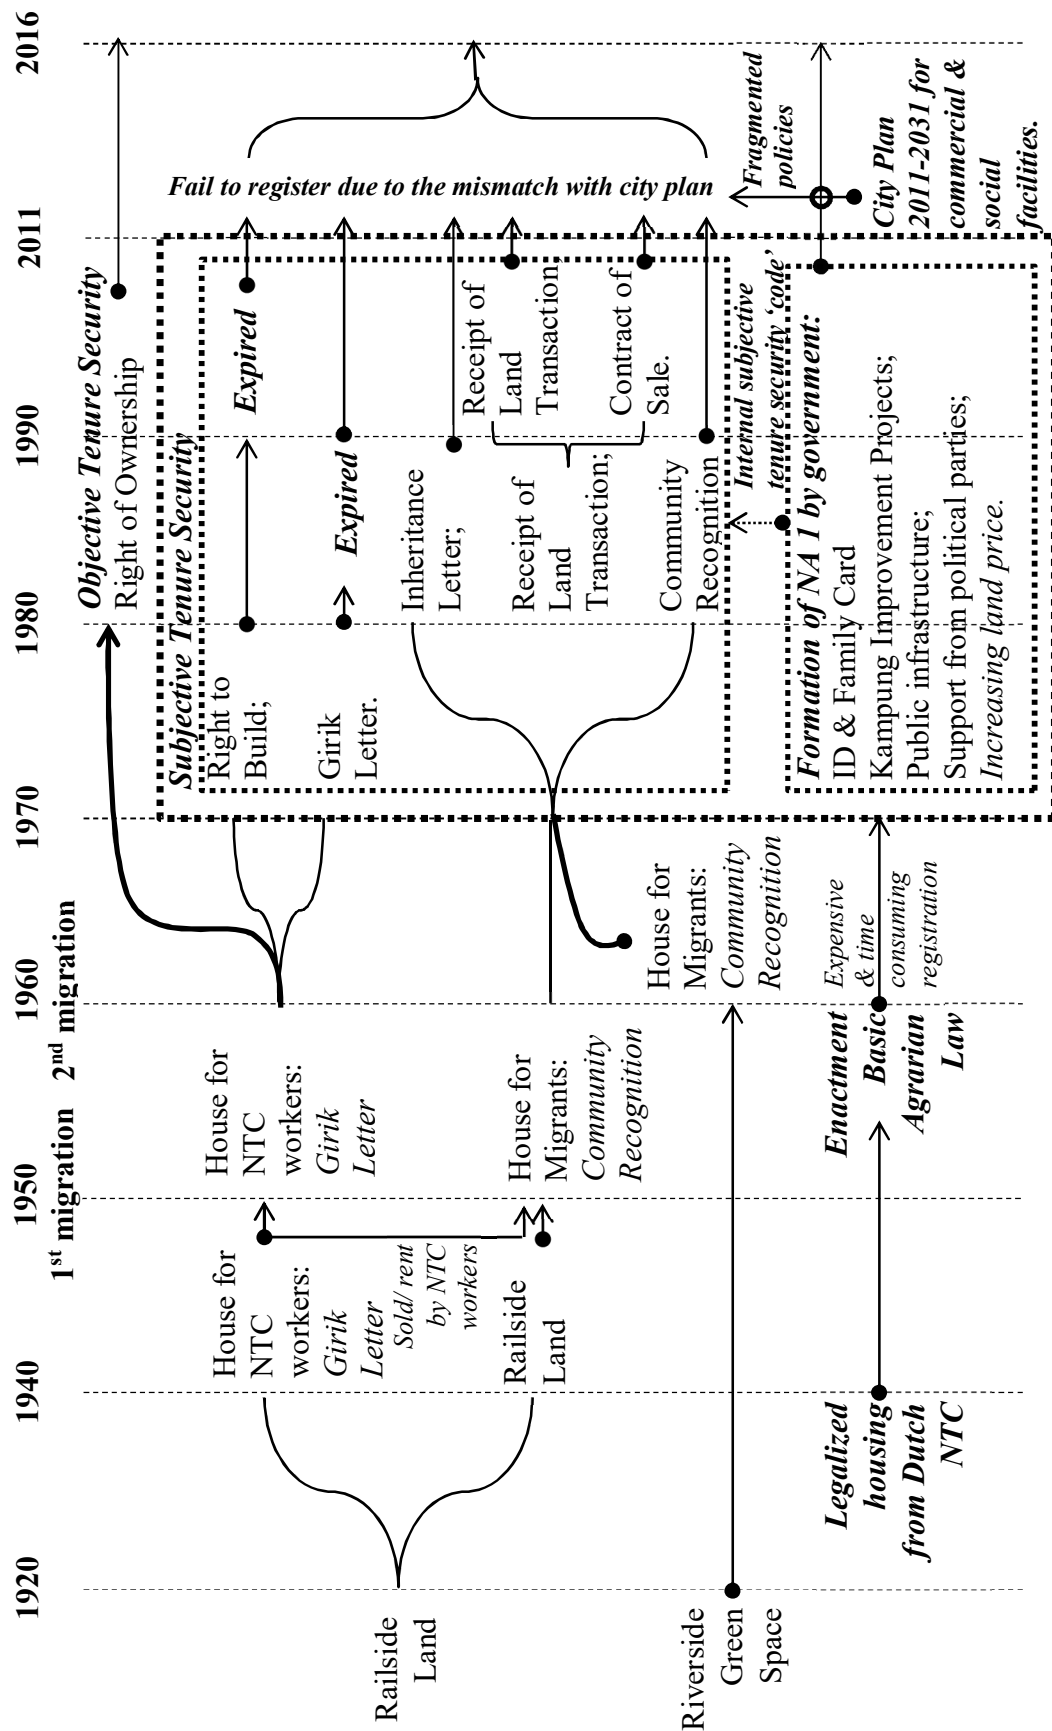 1920
1940
1950
1960
1970
1980
1990
2011
2016
1st migration
2nd migration
Railside
Land
Riverside
Green
Space
House for
NTC
workers:
Girik
Letter
Sold/ rent
by NTC
workers
Railside
Land
Legalized
housing
from Dutch
NTC
House for
NTC
workers:
Girik
Letter
House for
Migrants:
Community
Recognition
Enactment
Basic
Agrarian
Law
Expensive
& time
consuming
registration
House for
Migrants:
Community
Recognition
Objective Tenure Security
Right of Ownership
Subjective Tenure Security
Right to
Build;
Expired
Girik
Letter.
Expired
Inheritance
Letter;
Receipt of
Land
Transaction;
Receipt of
Land
Transaction
Contract of
Sale.
Community
Recognition
Internal subjective
tenure security ‘code’
Formation of NA 1 by government:
ID & Family Card
Kampung Improvement Projects;
Public infrastructure;
Support from political parties;
Increasing land price.
Fail to register due to the mismatch with city plan
Fragmented
policies
City Plan
2011-2031 for
commercial &
social
facilities.